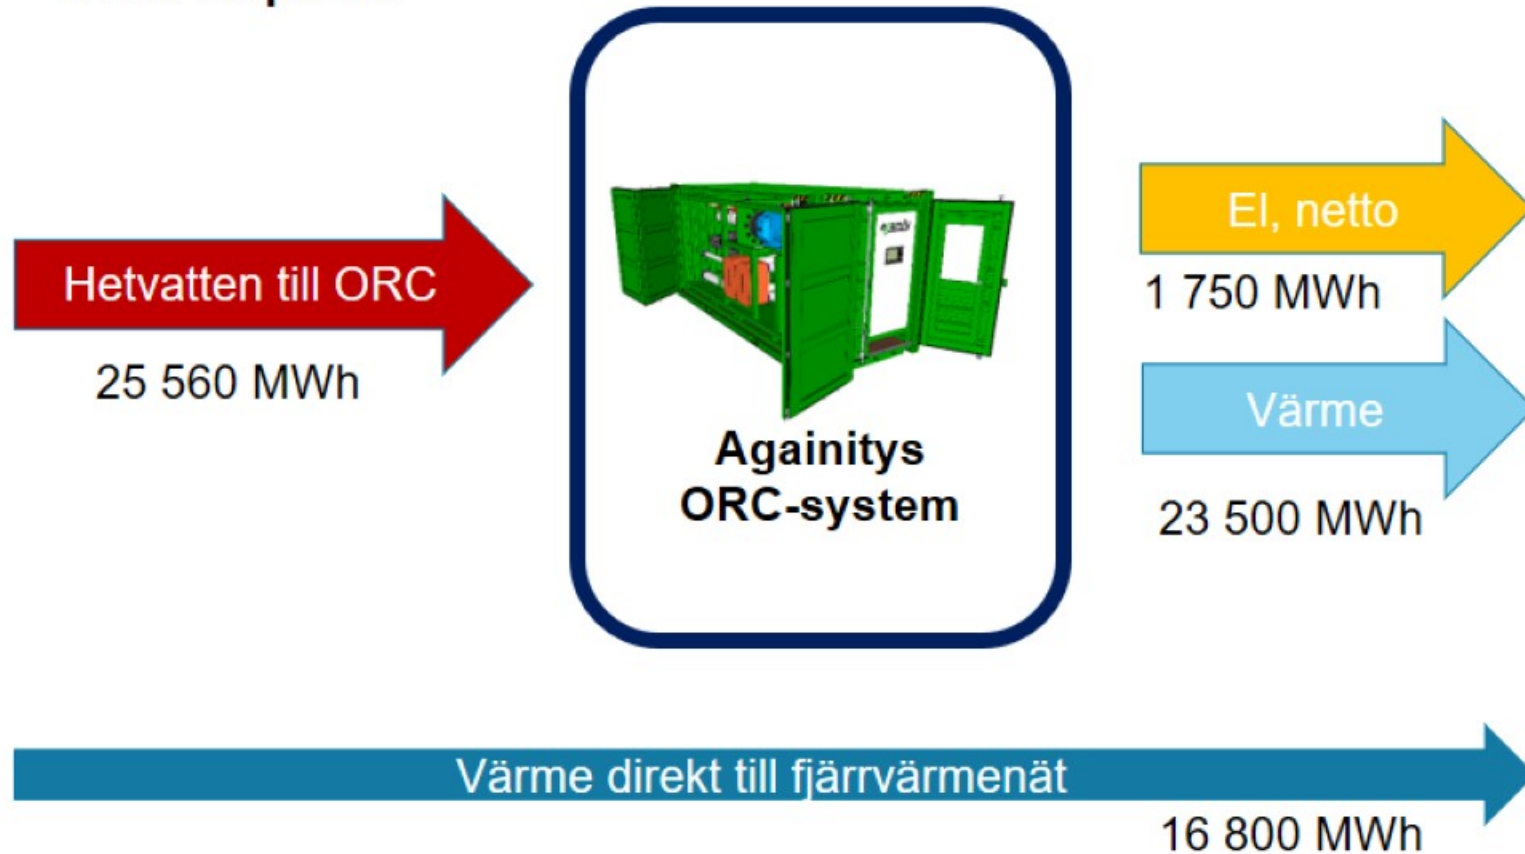 Hetvatten till ORC
25 560 MWh
Againitys
ORC-system
El, netto
1 750 MWh
Värme
23 500 MWh
Värme direkt till fjärrvärmenät
16 800 MWh